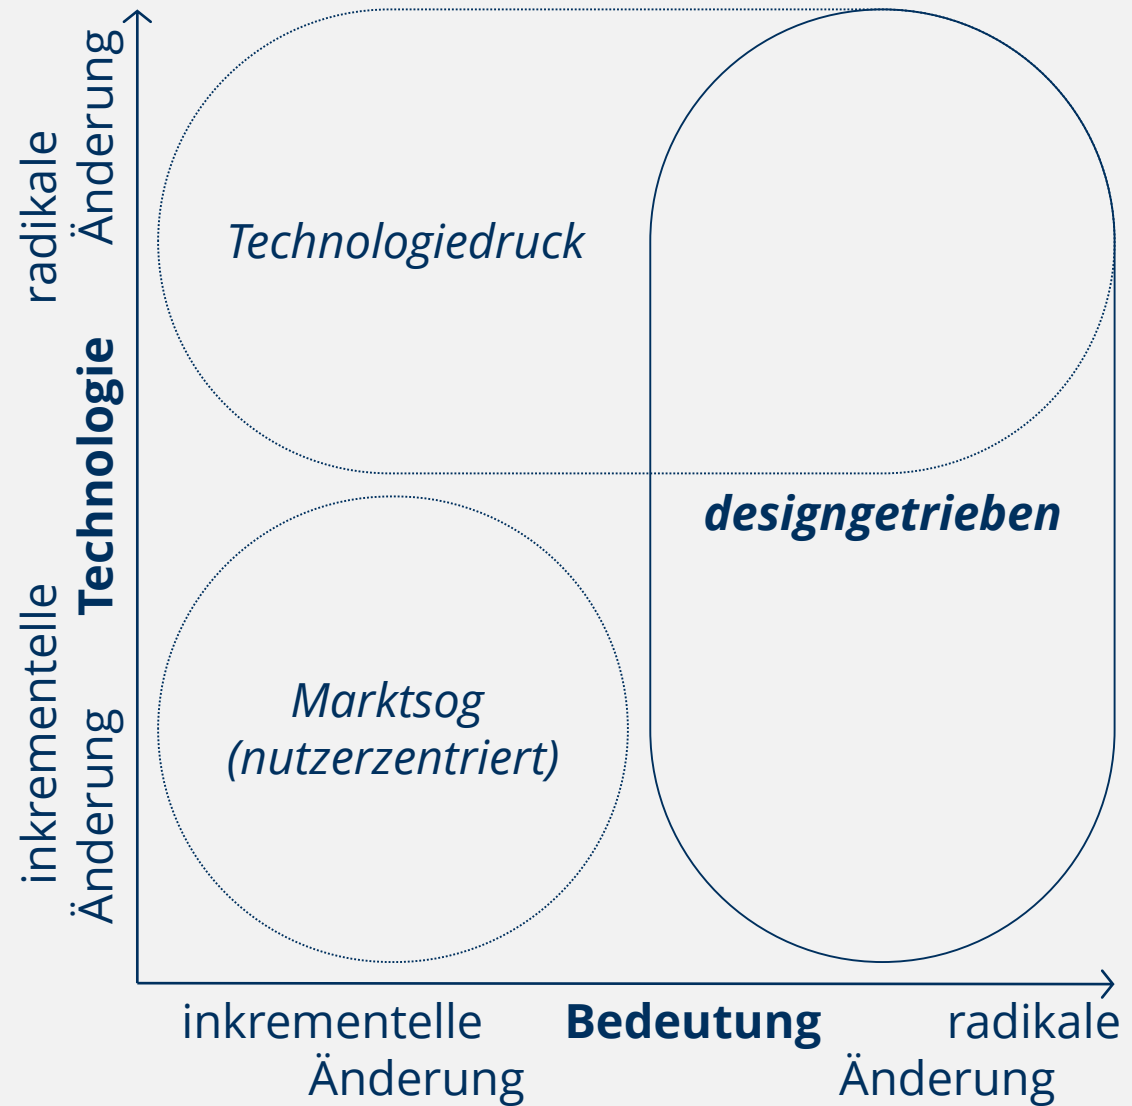 radikale
Änderung
Technologie
inkrementelle
Änderung
Technologiedruck
designgetrieben
Marktsog
(nutzerzentriert)
inkrementelle
Änderung
Bedeutung
radikale
Änderung